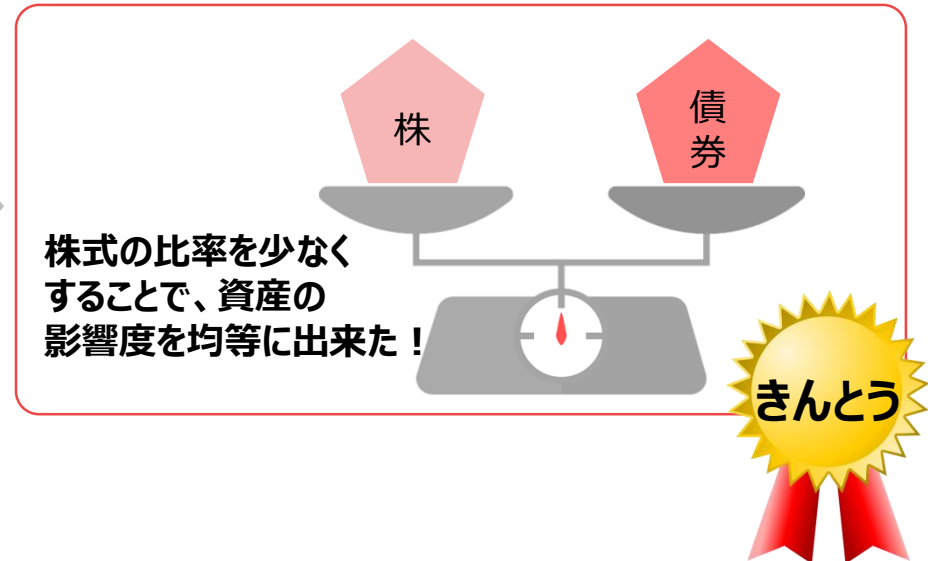 株
債
券
株式の比率を少なく
することで、資産の
影響度を均等に出来た！
きんとう